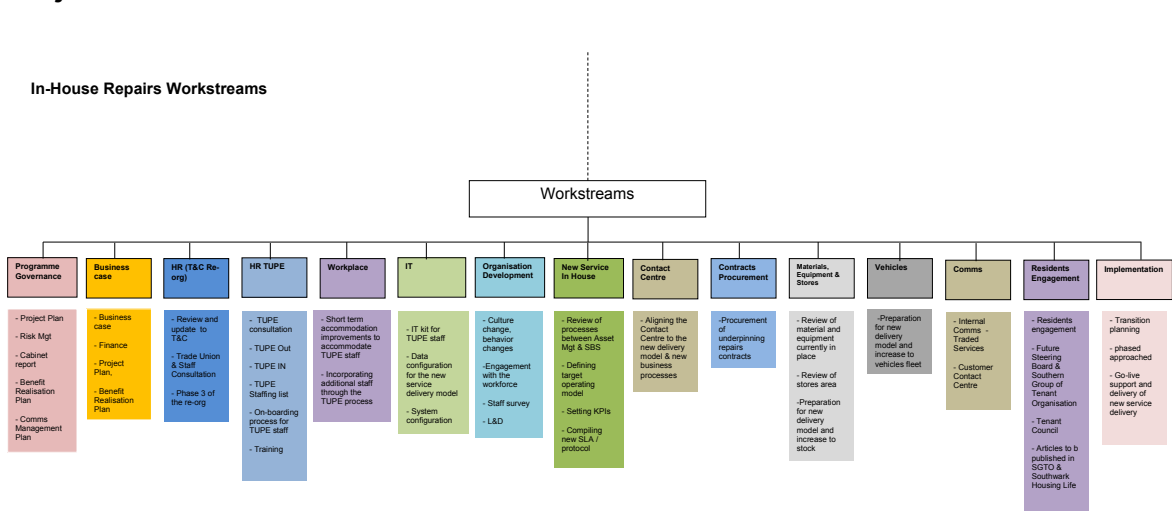 In-House Repairs Workstreams
Workstreams
Programme
Governance
- Project Plan
- Risk Mgt
- Cabinet
report
- Benefit
Realisation
Plan
- Comms
Management
Plan
Business
case
- Business
case
- Finance
- Project
Plan,
- Benefit
Realisation
Plan
HR (T&C Re-
org)
- Review and
update to
T&C
- Trade Union
& Staff
Consultation
- Phase 3 of
the re-org
HR TUPE
- TUPE
consultation
- TUPE Out
- TUPE IN
- TUPE
Staffing list
- On-boarding
process for
TUPE staff
- Training
Workplace
- Short term
accommodation
improvements to
accommodate
TUPE staff
- Incorporating
additional staff
through the
TUPE process
IT
- IT kit for
TUPE staff
- Data
configuration
for the new
service
delivery model
- System
configuration
Organisation
Development
- Culture
change,
behavior
changes
-Engagement
with the
workforce
- Staff survey
- L&D
New Service
In House
- Review of
processes
between Asset
Mgt & SBS
- Defining
target
operating
model
- Setting KPIs
- Compiling
new SLA /
protocol
Contact
Centre
- Aligning the
Contact
Centre to the
new delivery
model & new
business
processes
Contracts
Procurement
-Procurement
of
underpinning
repairs
contracts
Materials,
Equipment &
Stores
- Review of
material and
equipment
currently in
place
- Review of
stores area
-Preparation for
new delivery
model and
increase to
stock
Vehicles
-Preparation
for new
delivery
model and
increase to
vehicles fleet
Comms
- Internal
Comms -
Traded
Services
- Customer
Contact
Centre
Residents
Engagement
- Residents
engagement
- Future
Steering
Board &
Southern
Group of
Tenant
Organisation
- Tenant
Council
- Articles to b
published in
SGTO &
Southwark
Housing Life
Implementation
- Transition
planning
- phased
approached
- Go-live
support and
delivery of
new service
delivery